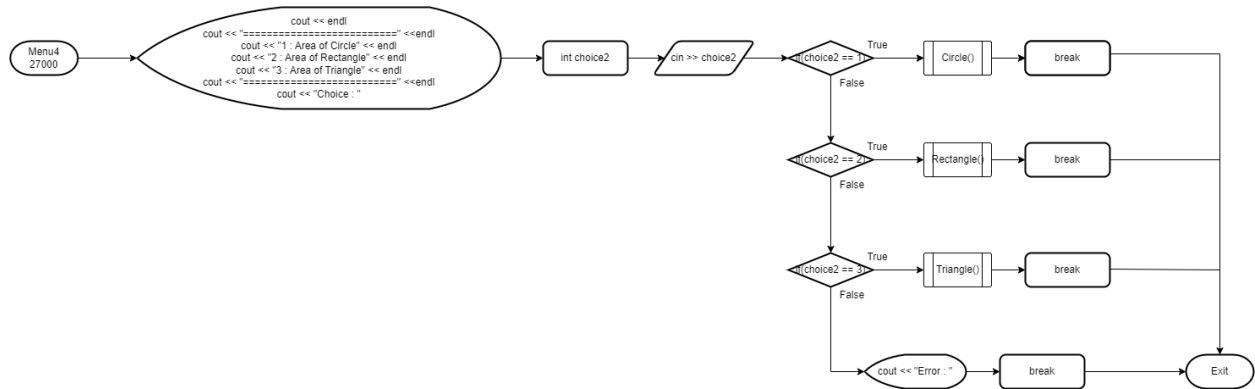 Menu4
27000
cout << endl
cout << "==========================" <<endl
cout << "1 : Area of Circle" << endl
cout << "2 : Area of Rectangle" << endl
cout << "3 : Area of Triangle" << endl
cout << "==========================" <<endl
cout << "Choice : "
int choice2
cin >> choice2
if(choice2 == 1)
True
Circle()
break
False
if(choice2 == 2)
True
Rectangle()
break
False
if(choice2 == 3)
True
Triangle()
break
False
cout << "Error : "
break
Exit